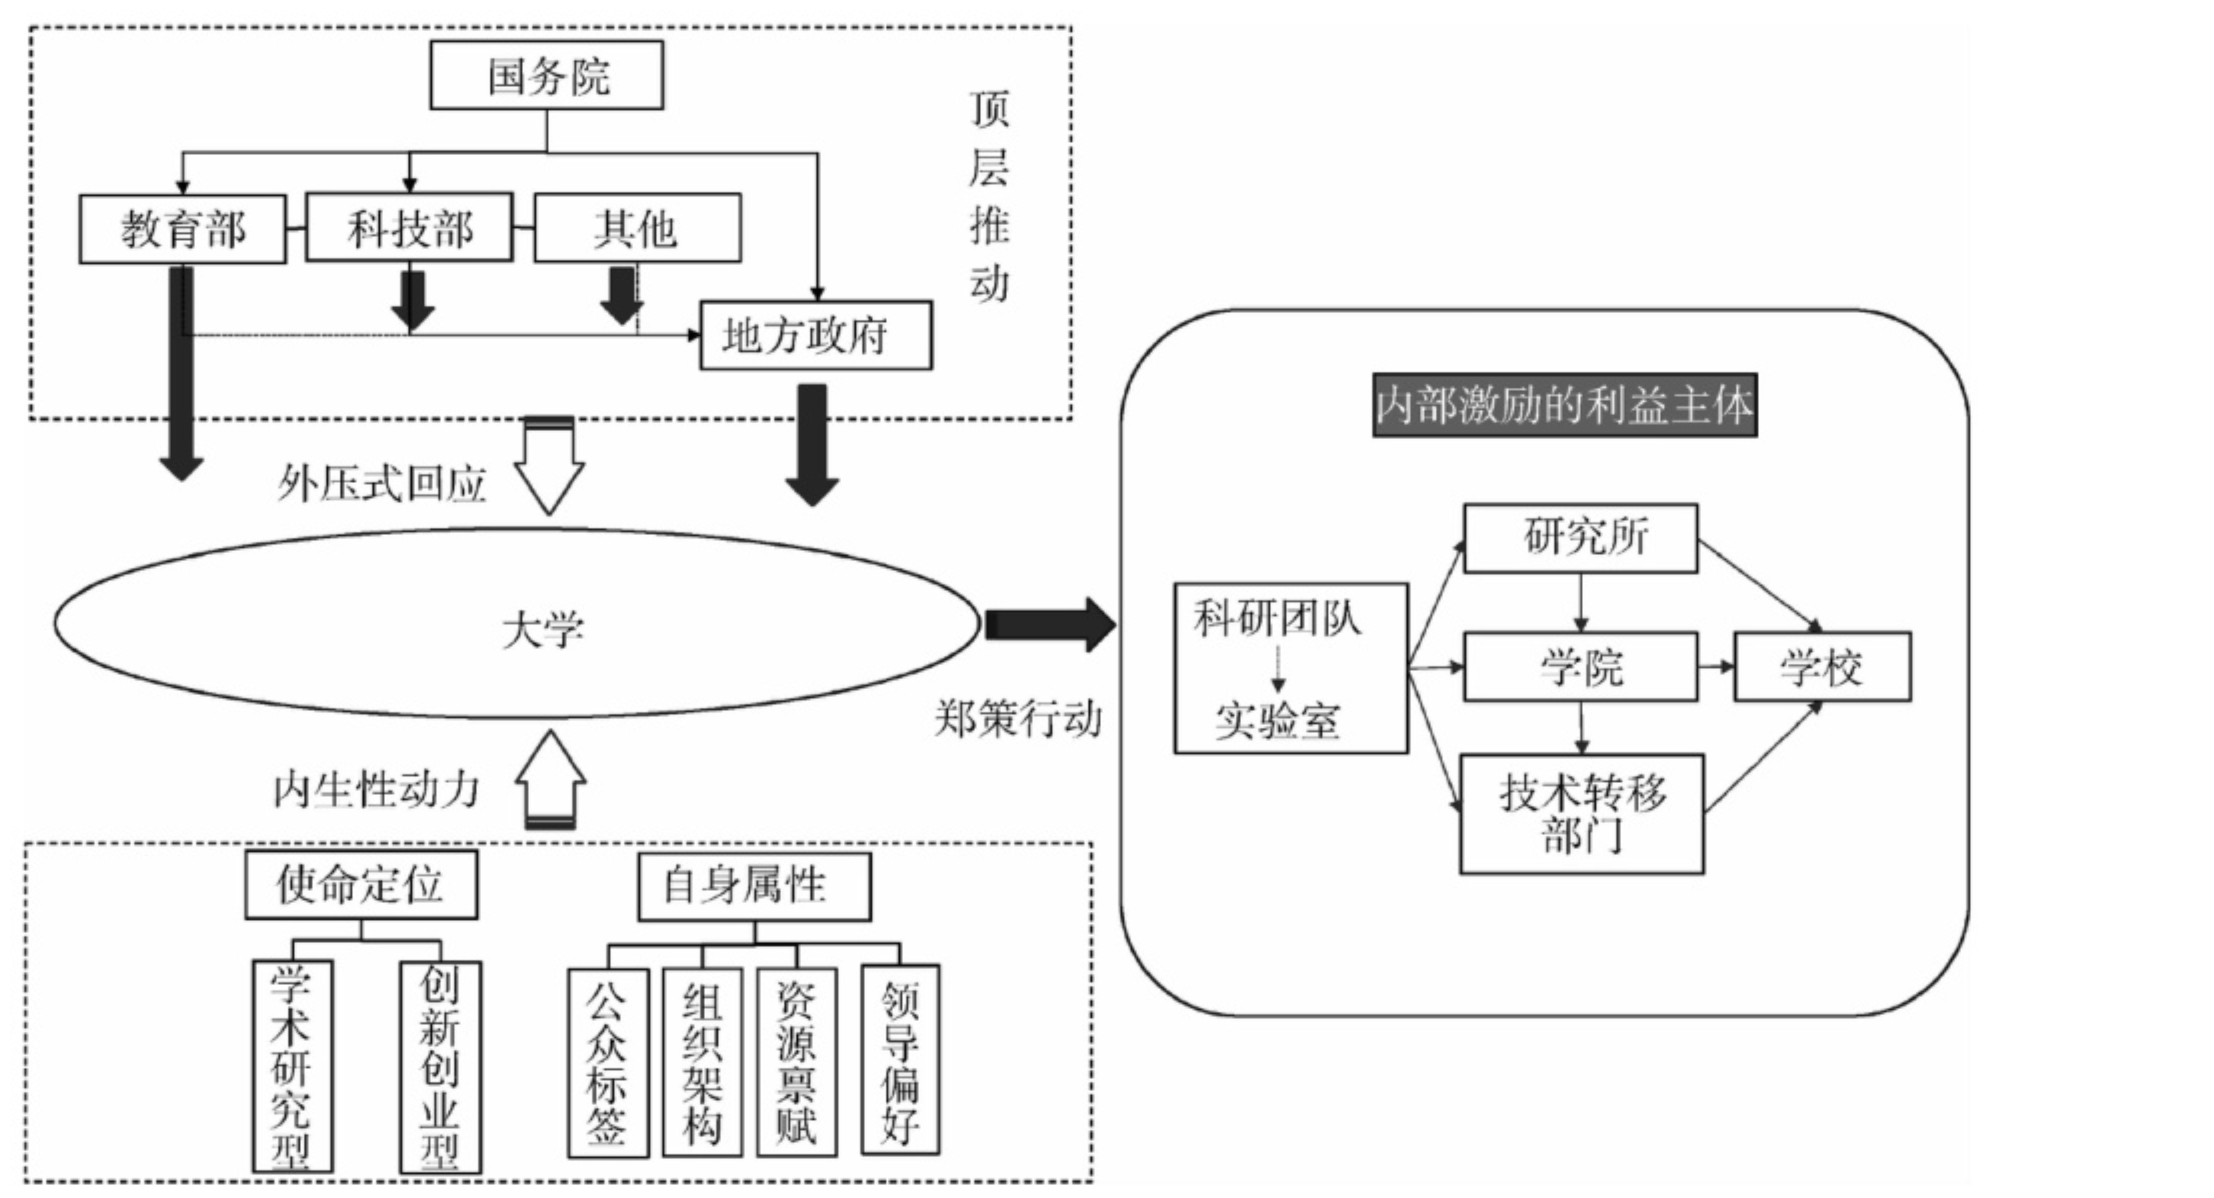 国务院
顶层推动
教育部
科技部
其他
地方政府
外压式回应
大学
郑策行动
内生性动力
使命定位
自身属性
学术研究型
创新创业型
公众标签
组织架构
资源禀赋
领导偏好
内部激励的利益主体
研究所
科研团队
实验室
学院
学校
技术转移
部门